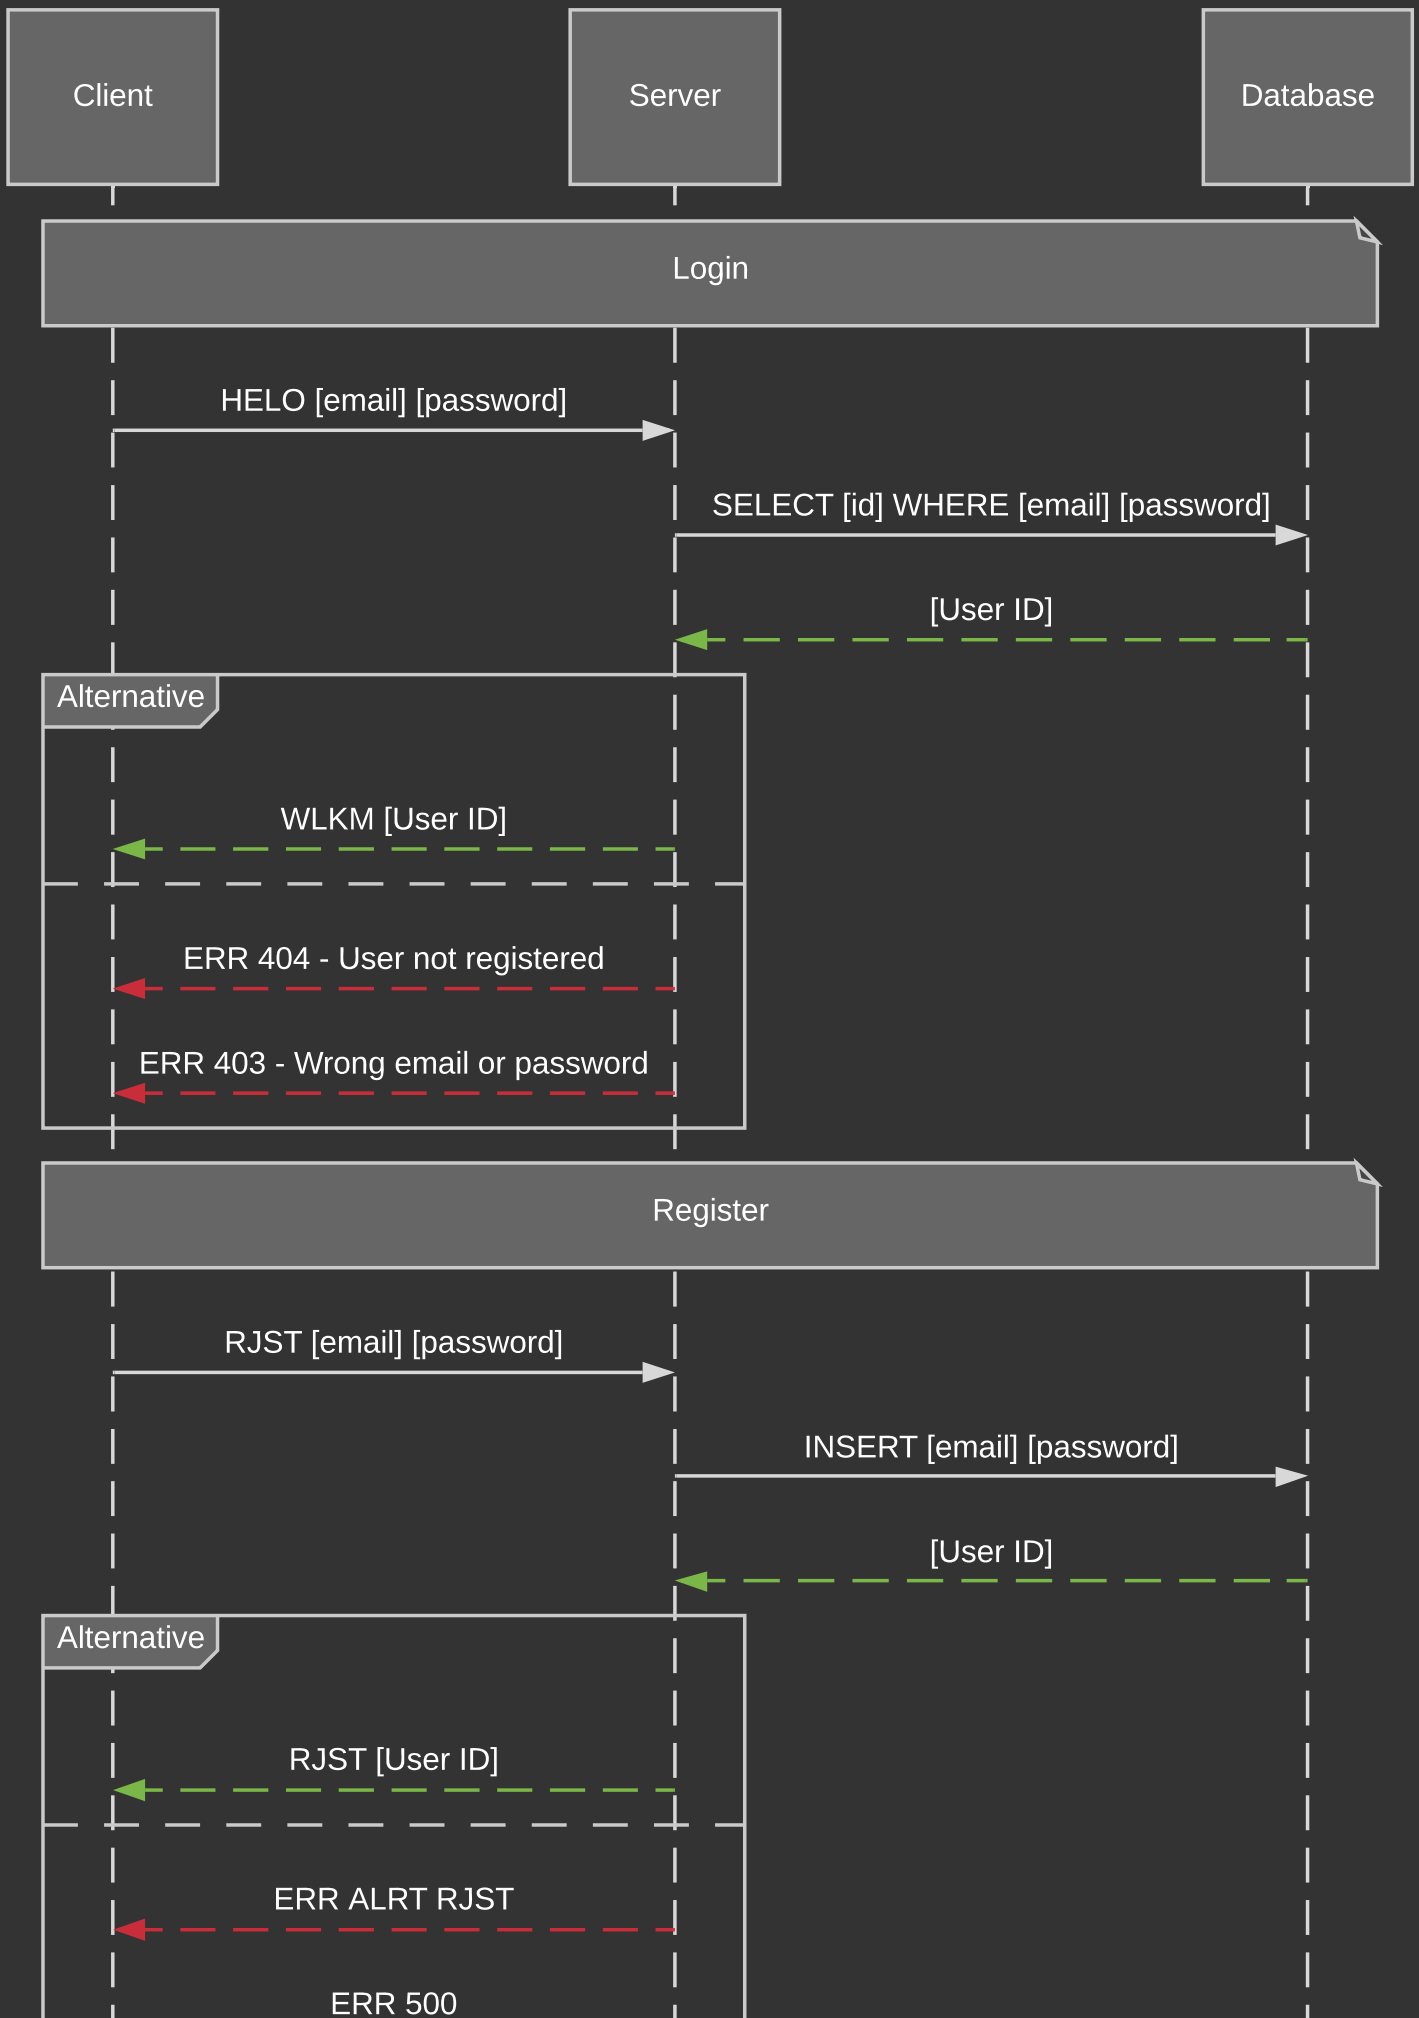 Client
Server
Database
Login
HELO [email] [password]
SELECT [id] WHERE [email] [password]
[User ID]
Alternative
WLKM [User ID]
ERR 404 - User not registered
ERR 403 - Wrong email or password
Register
RJST [email] [password]
INSERT [email] [password]
[User ID]
Alternative
RJST [User ID]
ERR ALRT RJST
ERR 500